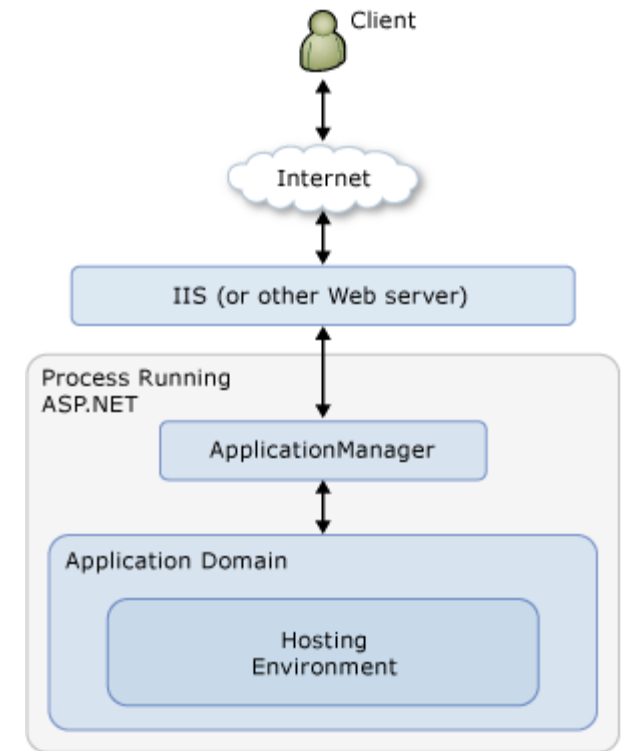 Client
Internet
IIS (or other Web server)
Process Running
ASP.NET
ApplicationManager
Application Domain
Hosting
Environment